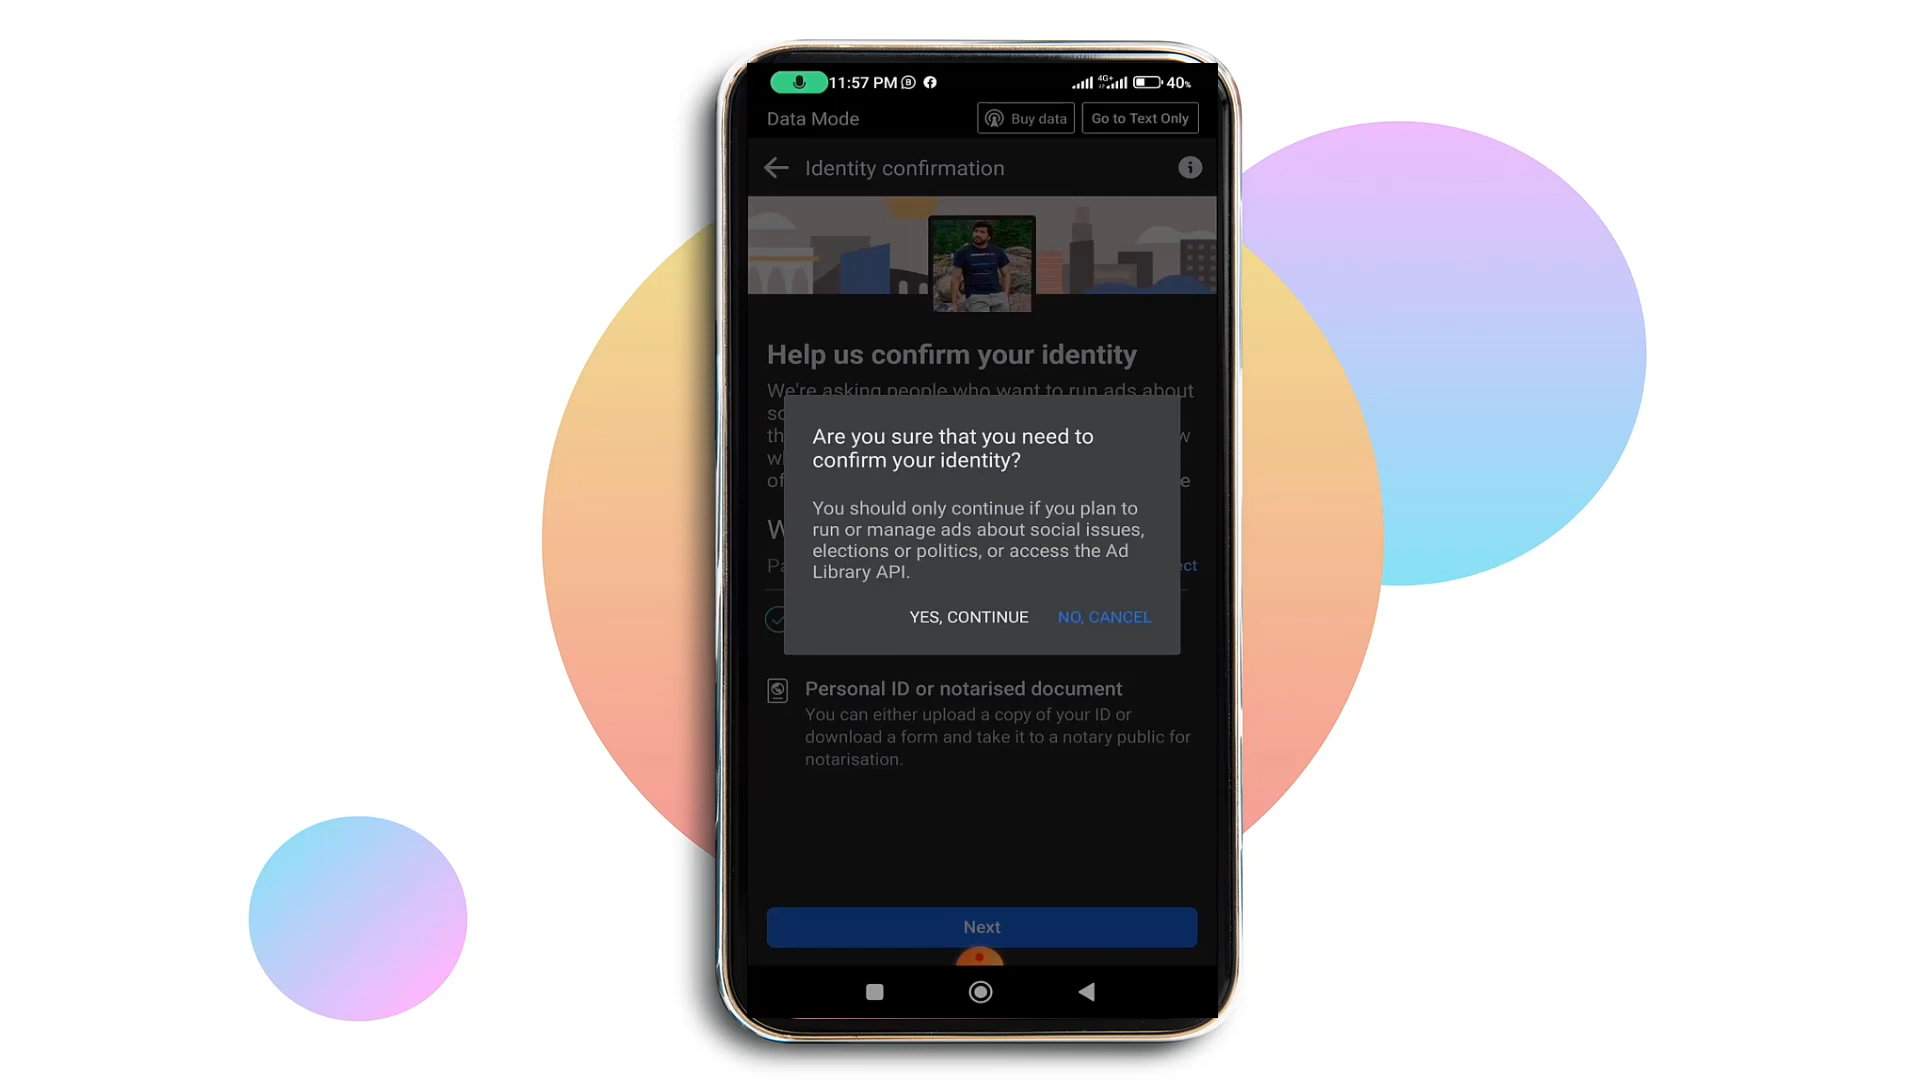 11:57 PM
4G+
40%
Data Mode
Buy data
Go to Text Only
Identity confirmation
Help us confirm your identity
We're asking people who want to run ads about
Are you sure that you need to
confirm your identity?
You should only continue if you plan to
run or manage ads about social issues,
elections or politics, or access the Ad
Library API.
YES, CONTINUE
NO, CANCEL
Personal ID or notarised document
You can either upload a copy of your ID or
download a form and take it to a notary public for
notarisation.
Next